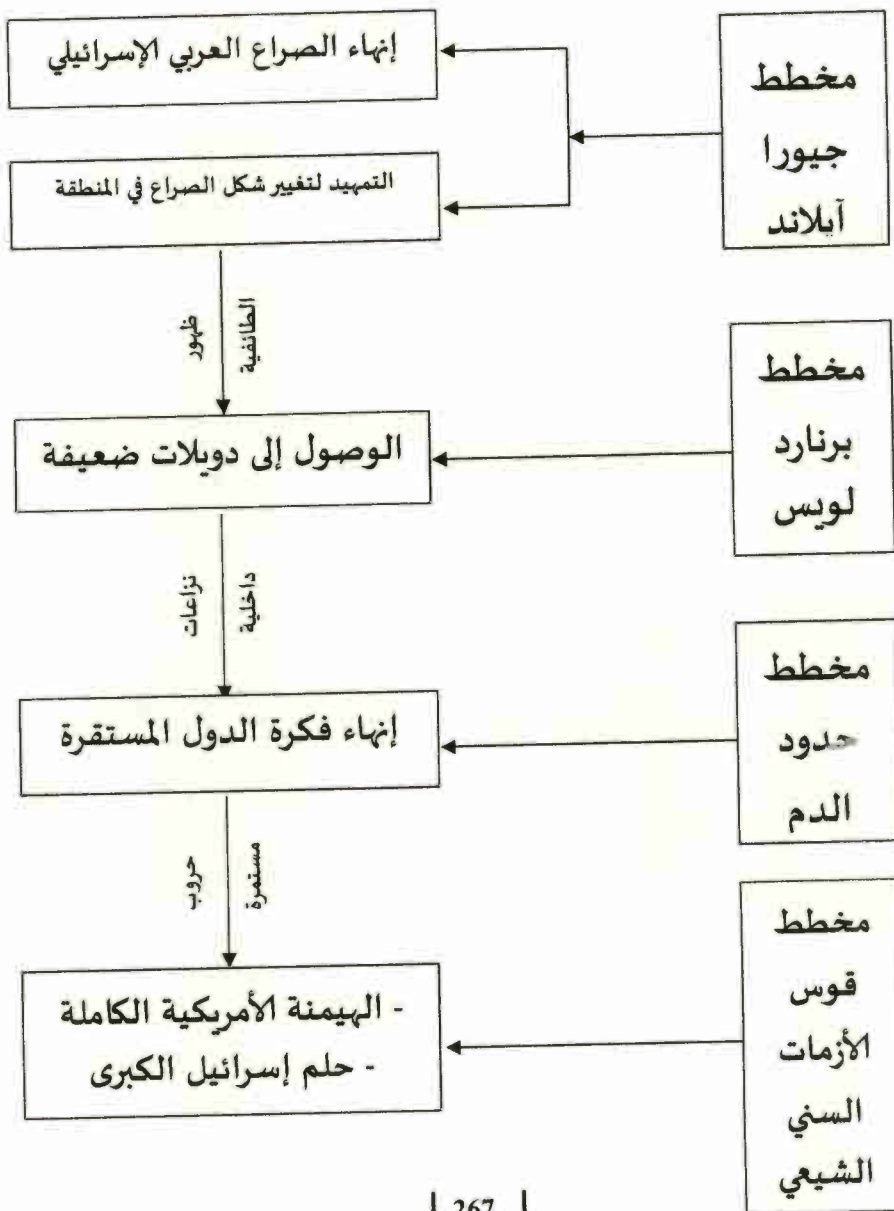 مخطط
جيورا
آيلاند
إنهاء الصراع العربي الإسرائيلي
التمهيد لتغيير شكل الصراع في المنطقة
ظهور
الطائفية
مخطط
برنارد
لويس
الوصول إلى دويلات ضعيفة
نزاعات
داخلية
مخطط
حدود
الدم
إنهاء فكرة الدول المستقرة
حروب
مستمرة
مخطط
قوس
الأزمات
السني
الشيعي
- الهيمنة الأمريكية الكاملة
- حلم إسرائيل الكبرى
267